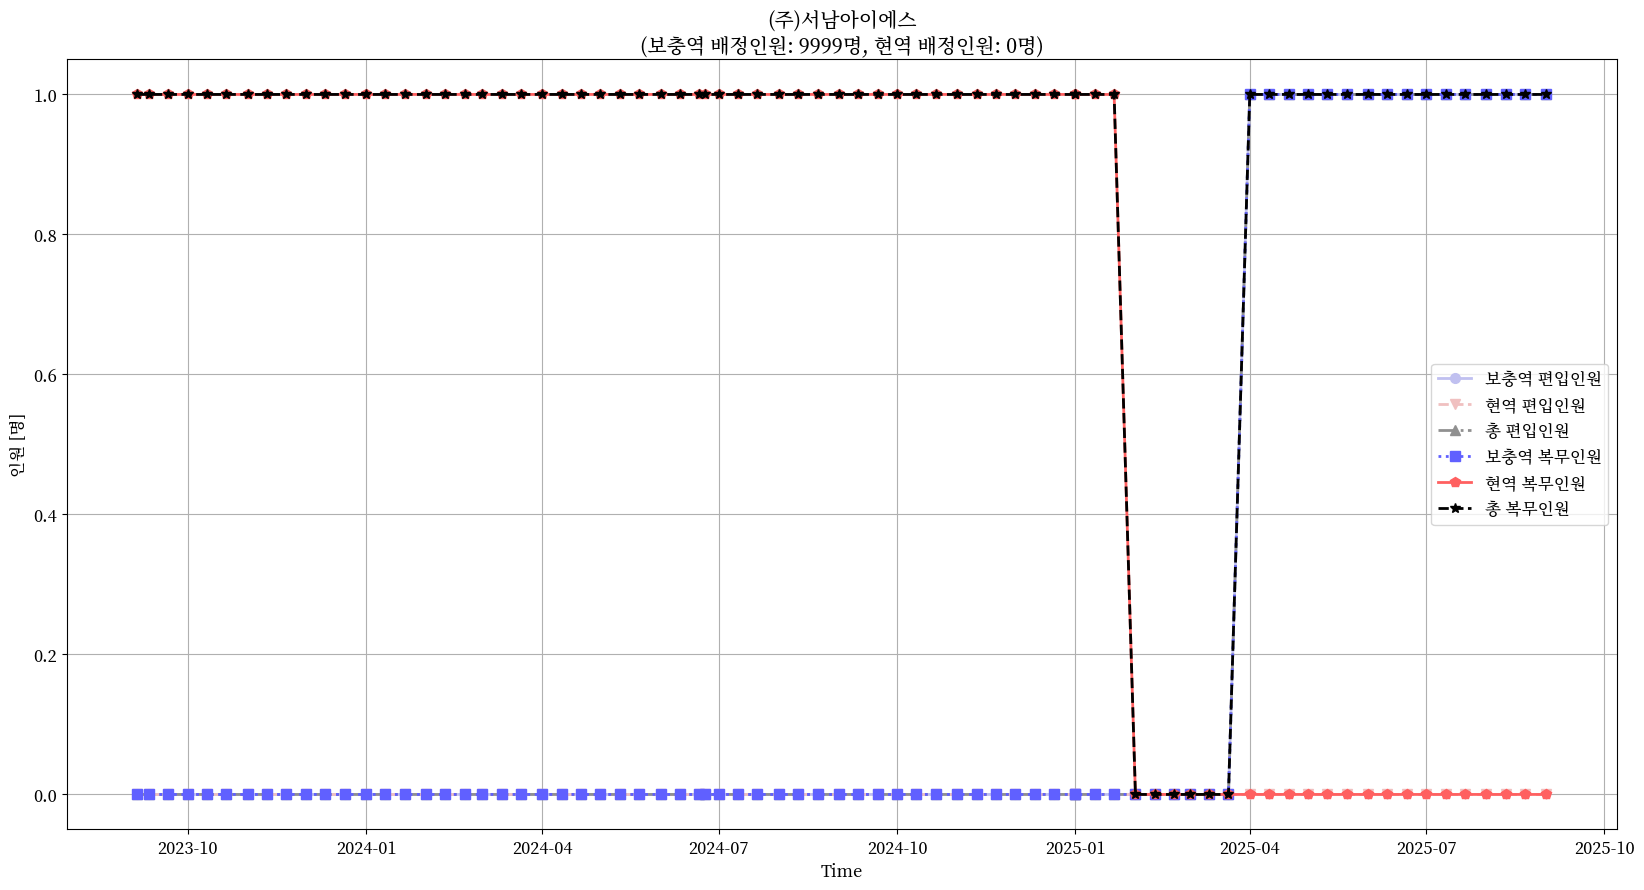 (주)서남아이에스
(보충역 배정인원: 9999명, 현역 배정인원: 0명)
인원 [명]
1.0
0.8
0.6
0.4
0.2
0.0
보충역 편입인원
현역 편입인원
총 편입인원
보충역 복무인원
현역 복무인원
총 복무인원
2023-10 2024-01 2024-04 2024-07 2024-10 2025-01 2025-04 2025-07 2025-10
Time